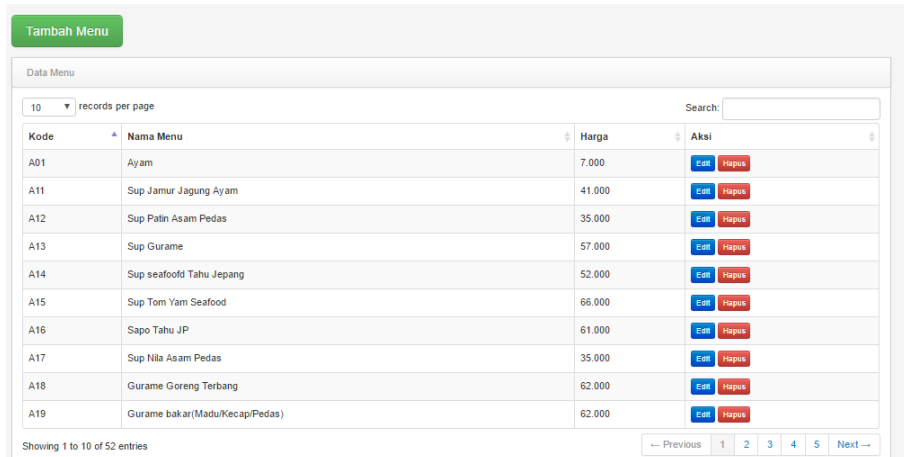 Tambah Menu
Data Menu
10 records per page Search:
Kode Nama Menu Harga Aksi
A01 Ayam 7.000 Edit Hapus
A11 Sup Jamur Jagung Ayam 41.000 Edit Hapus
A12 Sup Patin Asam Pedas 35.000 Edit Hapus
A13 Sup Gurame 57.000 Edit Hapus
A14 Sup seafoofd Tahu Jepang 52.000 Edit Hapus
A15 Sup Tom Yam Seafood 66.000 Edit Hapus
A16 Sapo Tahu JP 61.000 Edit Hapus
A17 Sup Nila Asam Pedas 35.000 Edit Hapus
A18 Gurame Goreng Terbang 62.000 Edit Hapus
A19 Gurame bakar(Madu/Kecap/Pedas) 62.000 Edit Hapus
Showing 1 to 10 of 52 entries ← Previous 1 2 3 4 5 Next →